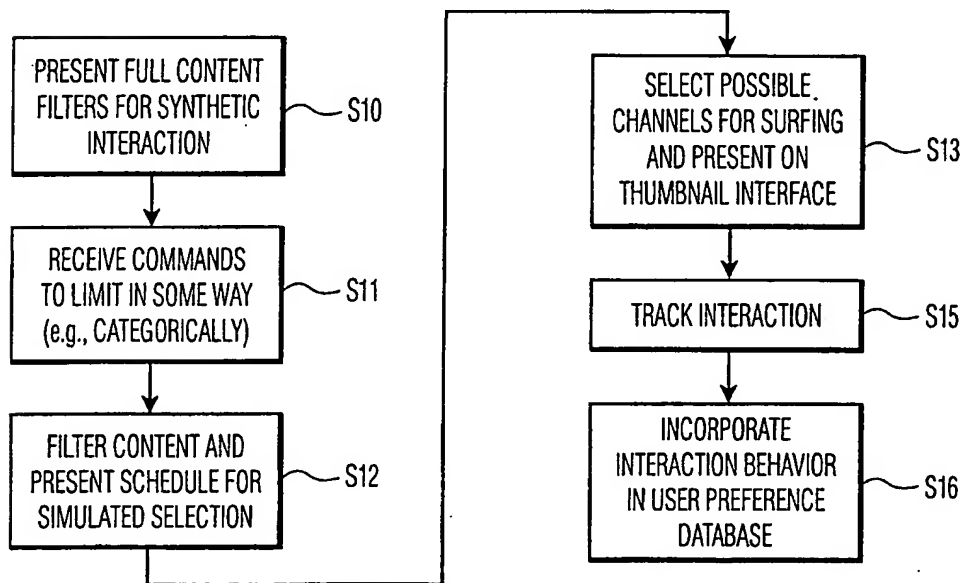 PRESENT FULL CONTENT
FILTERS FOR SYNTHETIC
INTERACTION
S10
RECEIVE COMMANDS
TO LIMIT IN SOME WAY
(e.g., CATEGORICALLY)
S11
FILTER CONTENT AND
PRESENT SCHEDULE FOR
SIMULATED SELECTION
S12
SELECT POSSIBLE
CHANNELS FOR SURFING
AND PRESENT ON
THUMBNAIL INTERFACE
S13
TRACK INTERACTION
S15
INCORPORATE
INTERACTION BEHAVIOR
IN USER PREFERENCE
DATABASE
S16